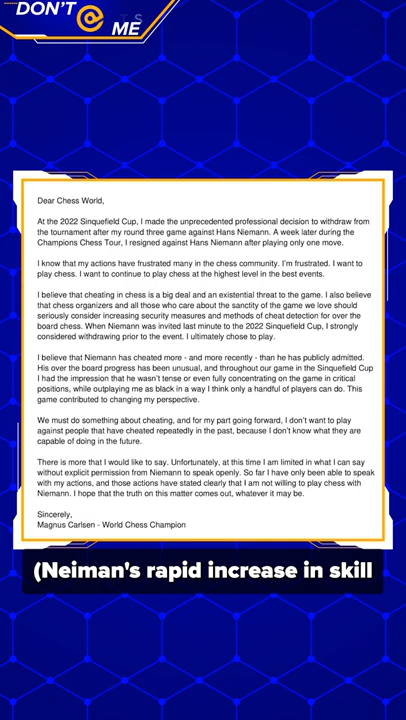 DON'T @ ME
Dear Chess World,
At the 2022 Sinquefield Cup, I made the unprecedented professional decision to withdraw from
the tournament after my round three game against Hans Niemann. A week later during the
Champions Chess Tour, I resigned against Hans Niemann after playing only one move.
I know that my actions have frustrated many in the chess community. I'm frustrated. I want to
play chess. I want to continue to play chess at the highest level in the best events.
I believe that cheating in chess is a big deal and an existential threat to the game. I also believe
that chess organizers and all those who care about the sanctity of the game we love should
seriously consider increasing security measures and methods of cheat detection for over the
board chess. When Niemann was invited last minute to the 2022 Sinquefield Cup, I strongly
considered withdrawing prior to the event. I ultimately chose to play.
I believe that Niemann has cheated more - and more recently - than he has publicly admitted.
His over the board progress has been unusual, and throughout our game in the Sinquefield Cup
I had the impression that he wasn't tense or even fully concentrating on the game in critical
positions, while outplaying me as black in a way I think only a handful of players can do. This
game contributed to changing my perspective.
We must do something about cheating, and for my part going forward, I don't want to play
against people that have cheated repeatedly in the past, because I don't know what they are
capable of doing in the future.
There is more that I would like to say. Unfortunately, at this time I am limited in what I can say
without explicit permission from Niemann to speak openly. So far I have only been able to speak
with my actions, and those actions have stated clearly that I am not willing to play chess with
Niemann. I hope that the truth on this matter comes out, whatever it may be.
Sincerely,
Magnus Carlsen - World Chess Champion
(Neiman's rapid increase in skill